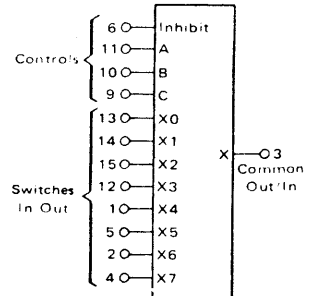 6 Inhibit
11 A
Controls
10 B
9 C
13 X0
14 X1
15 X2
X 3
Common
Out/In
12 X3
Switches
In Out
1 X4
5 X5
2 X6
4 X7